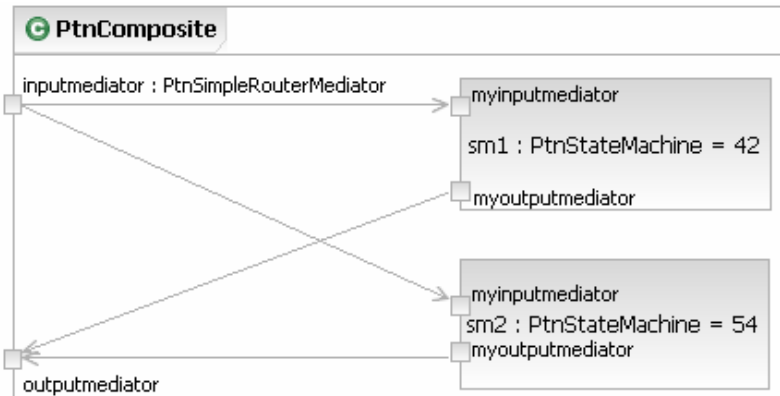 PtnComposite
inputmediator : PtnSimpleRouterMediator
myinputmediator
sm1 : PtnStateMachine = 42
myoutputmediator
myinputmediator
sm2 : PtnStateMachine = 54
myoutputmediator
outputmediator